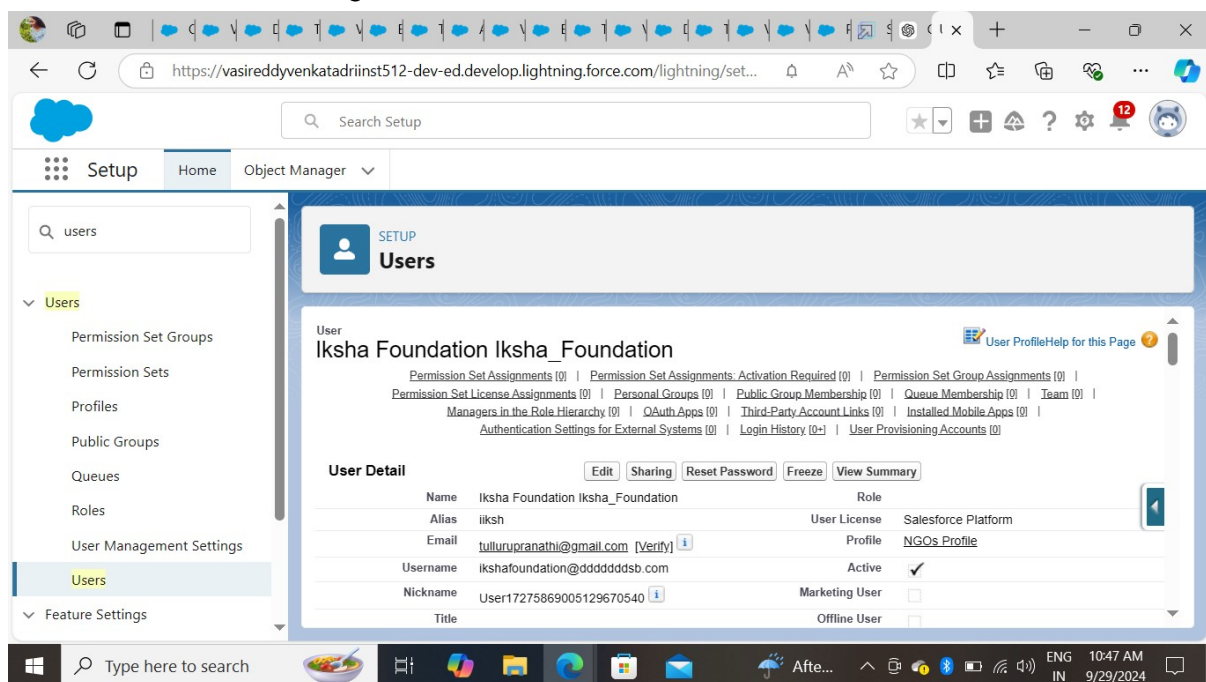 https://vasireddyvenkatadriinst512-dev-ed.develop.lightning.force.com/lightning/set...
Search Setup
12
Setup Home Object Manager
users
SETUP
Users
Users
Permission Set Groups
Permission Sets
Profiles
Public Groups
Queues
Roles
User Management Settings
Users
Feature Settings
User
Iksha Foundation Iksha_Foundation
User Profile Help for this Page
Permission Set Assignments [0] | Permission Set Assignments: Activation Required [0] | Permission Set Group Assignments [0] |
Permission Set License Assignments [0] | Personal Groups [0] | Public Group Membership [0] | Queue Membership [0] | Team [0] |
Managers in the Role Hierarchy [0] | OAuth Apps [0] | Third-Party Account Links [0] | Installed Mobile Apps [0] |
Authentication Settings for External Systems [0] | Login History [0+] | User Provisioning Accounts [0]
User Detail Edit Sharing Reset Password Freeze View Summary
Name Iksha Foundation Iksha_Foundation Role
Alias iiksh User License Salesforce Platform
Email tullurupranathi@gmail.com [Verify] i Profile NGOs Profile
Username ikshafoundation@dddddddsb.com Active
Nickname User17275869005129670540 i Marketing User
Title Offline User
Type here to search Afte... ENG 10:47 AM
IN 9/29/2024